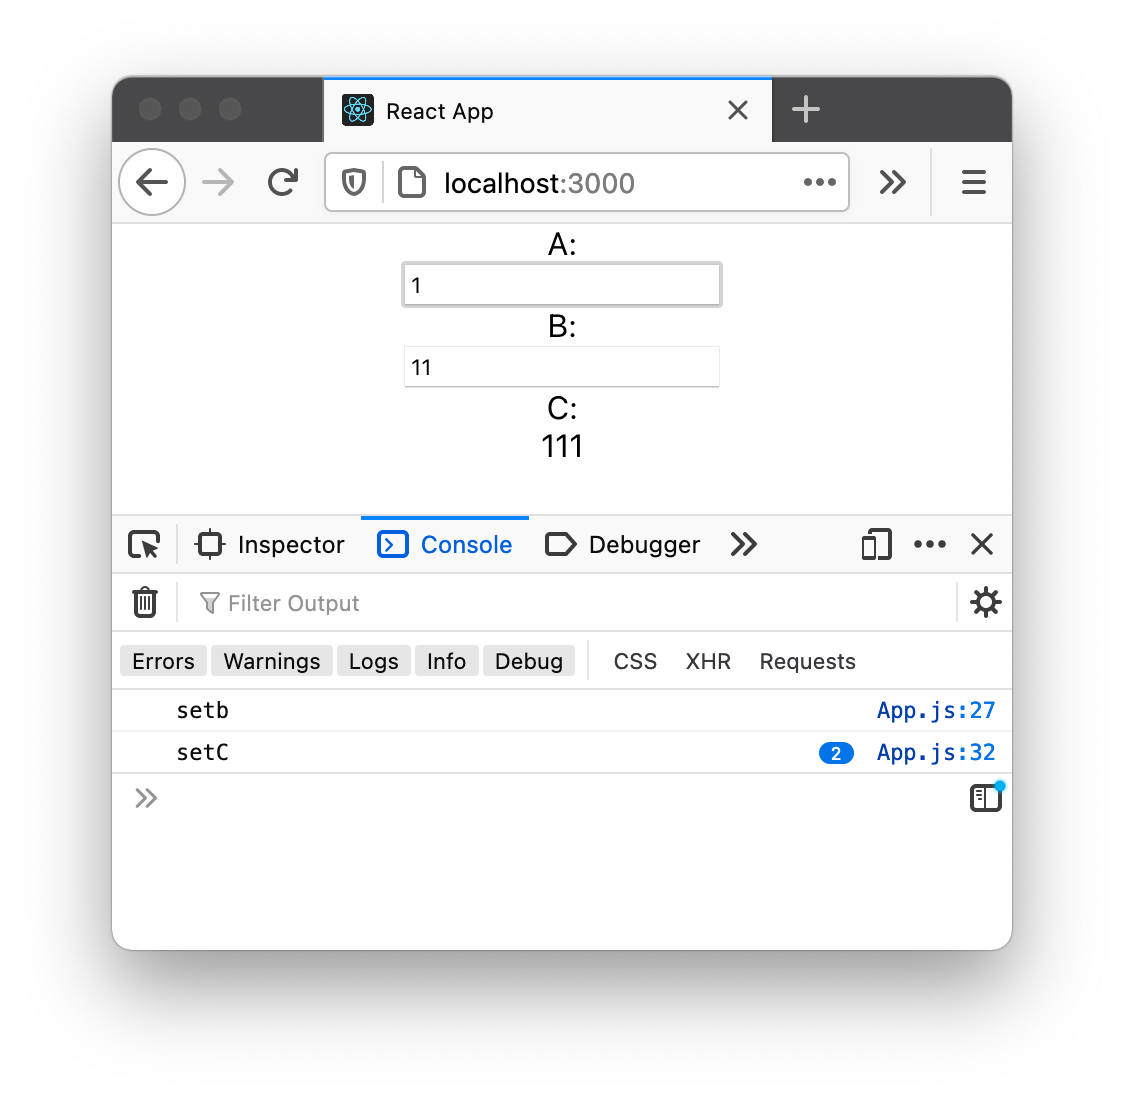 React App
localhost:3000
A:
1
B:
11
C:
111
Inspector Console Debugger
Filter Output
Errors Warnings Logs Info Debug CSS XHR Requests
setb App.js:27
setC 2 App.js:32